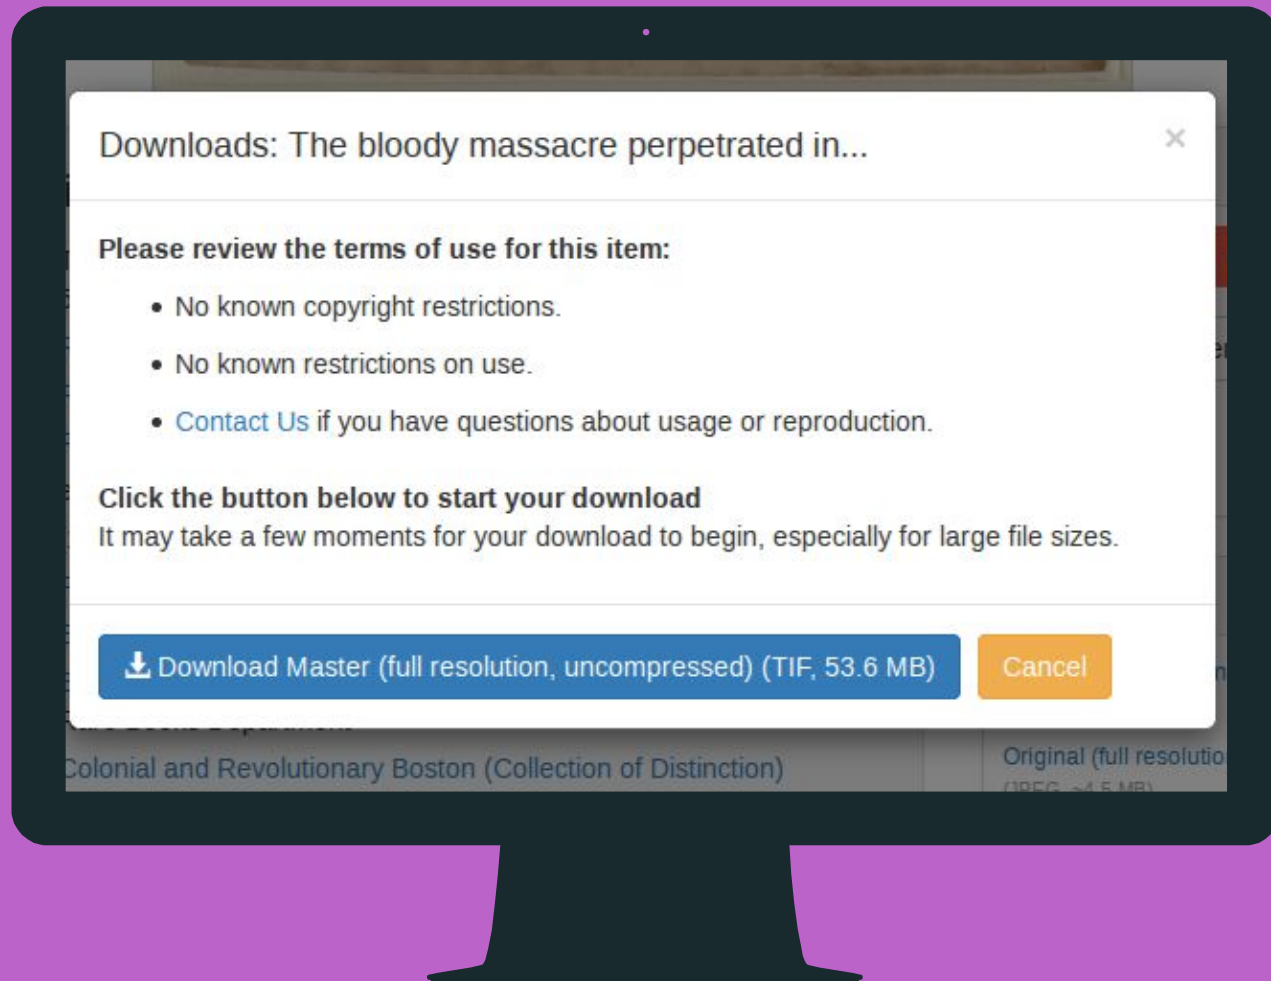 Downloads: The bloody massacre perpetrated in...
×
Please review the terms of use for this item:
• No known copyright restrictions.
• No known restrictions on use.
• Contact Us if you have questions about usage or reproduction.
Click the button below to start your download
It may take a few moments for your download to begin, especially for large file sizes.
Download Master (full resolution, uncompressed) (TIF, 53.6 MB)
Cancel
Colonial and Revolutionary Boston (Collection of Distinction)
Original (full resolutio
(JPEG, ~4.5 MB)